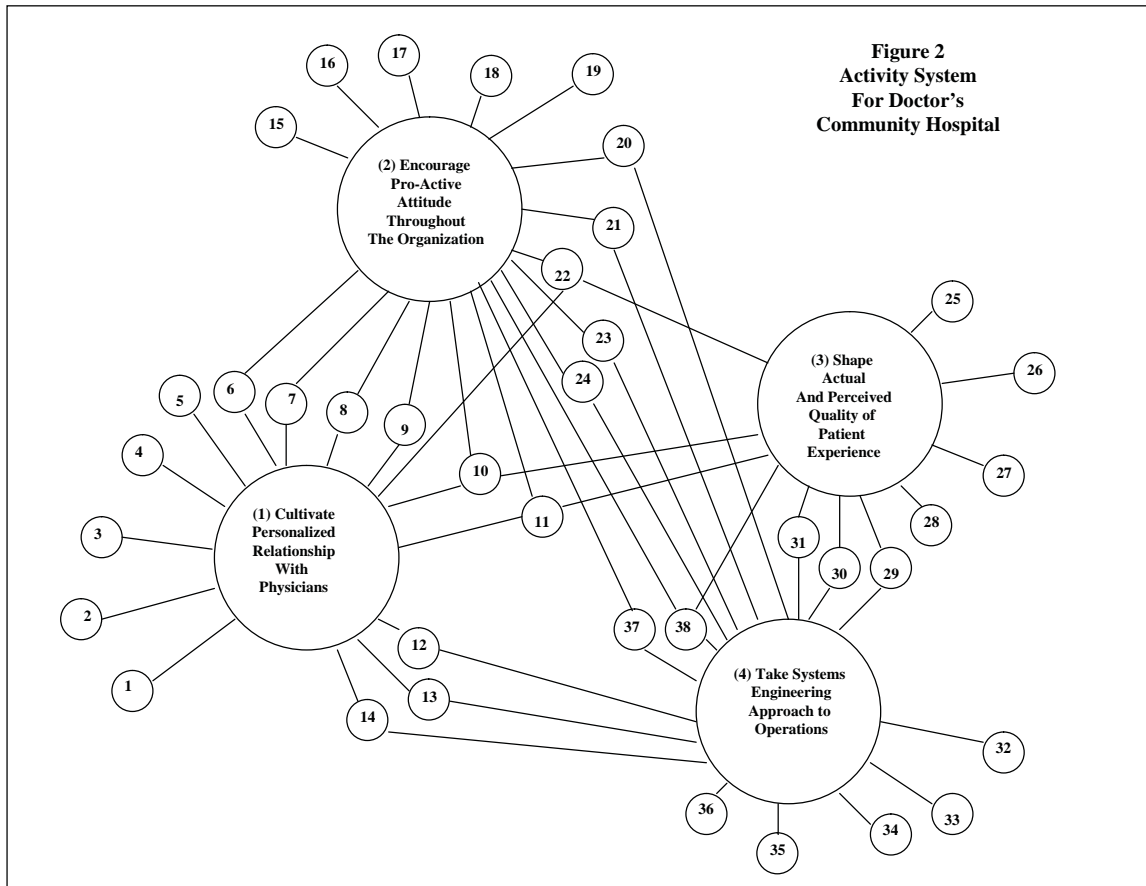 Figure 2
Activity System
For Doctor's
Community Hospital
17
16
18
19
15
20
(2) Encourage
Pro-Active
Attitude
Throughout
The Organization
21
22
25
23
26
24
(3) Shape
Actual
And Perceived
Quality of
Patient
Experience
5
6
7
8
9
4
10
27
(1) Cultivate
Personalized
Relationship
With
Physicians
3
11
28
31
30
29
2
37
38
12
1
13
14
(4) Take Systems
Engineering
Approach to
Operations
32
36
33
34
35